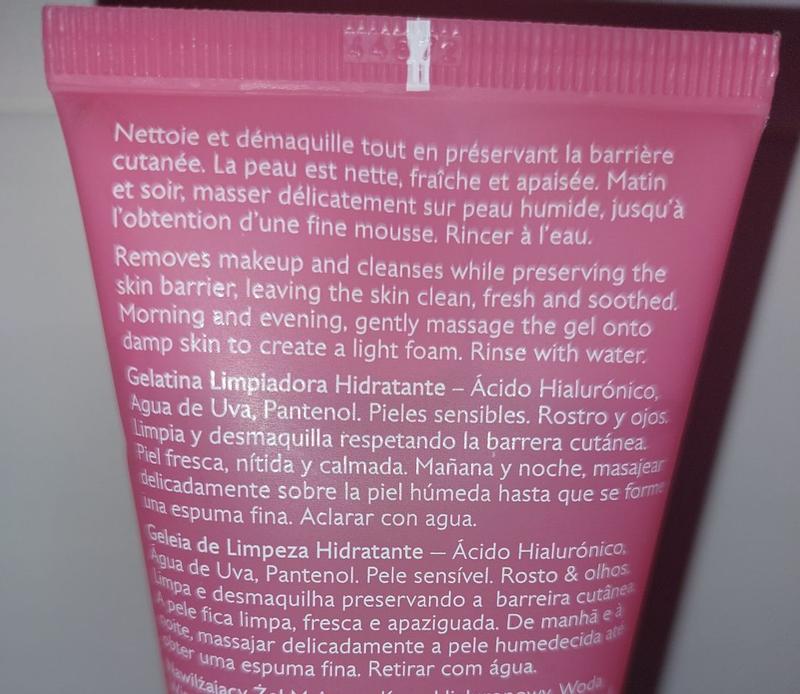 Nettoie et démaquille tout en préservant la barrière
cutanée. La peau est nette, fraîche et apaisée. Matin
et soir, masser délicatement sur peau humide, jusqu'à
l'obtention d'une fine mousse. Rincer à l'eau.
Removes makeup and cleanses while preserving the
skin barrier, leaving the skin clean, fresh and soothed.
Morning and evening, gently massage the gel onto
damp skin to create a light foam. Rinse with water.
Gelatina Limpiadora Hidratante – Ácido Hialurónico,
Agua de Uva, Pantenol. Pieles sensibles. Rostro y ojos.
Limpia y desmaquilla respetando la barrera cutánea.
Piel fresca, nítida y calmada. Mañana y noche, masajear
delicadamente sobre la piel húmeda hasta que se forme
una espuma fina. Aclarar con agua.
Geleia de Limpeza Hidratante – Ácido Hialurónico,
Água de Uva, Pantenol. Pele sensível. Rosto & olhos.
Limpa e desmaquilha preservando a barreira cutânea.
A pele fica limpa, fresca e apaziguada. De manhã e à
noite, massajar delicadamente a pele humedecida até
obter uma espuma fina. Retirar com água.
Nawilżający Żel Woda